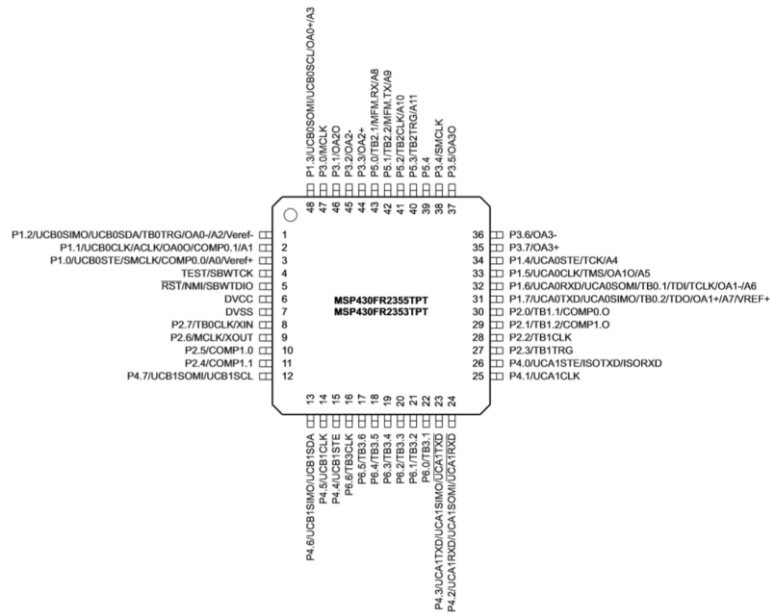 P1.3/UCB0SOMI/UCB0SCL/OA0+/A3
P3.0/MCLK
P3.1/OA2O
P3.2/OA2-
P3.3/OA2+
P5.0/TB2.1/MFM.RX/A8
P5.1/TB2.2/MFM.TX/A9
P5.2/TB2CLK/A10
P5.3/TB2TRG/A11
P5.4
P3.4/SMCLK
P3.5/OA3O
48 47 46 45 44 43 42 41 40 39 38 37
P1.2/UCB0SIMO/UCB0SDA/TB0TRG/OA0-/A2/Veref- 1
P1.1/UCB0CLK/ACLK/OA0O/COMP0.1/A1 2
P1.0/UCB0STE/SMCLK/COMP0.0/A0/Veref+ 3
TEST/SBWTCK 4
RST/NMI/SBWTDIO 5
DVCC 6
DVSS 7
P2.7/TB0CLK/XIN 8
P2.6/MCLK/XOUT 9
P2.5/COMP1.0 10
P2.4/COMP1.1 11
P4.7/UCB1SOMI/UCB1SCL 12
MSP430FR2355TPT
MSP430FR2353TPT
36 P3.6/OA3-
35 P3.7/OA3+
34 P1.4/UCA0STE/TCK/A4
33 P1.5/UCA0CLK/TMS/OA1O/A5
32 P1.6/UCA0RXD/UCA0SOMI/TB0.1/TDI/TCLK/OA1-/A6
31 P1.7/UCA0TXD/UCA0SIMO/TB0.2/TDO/OA1+/A7/VREF+
30 P2.0/TB1.1/COMP0.O
29 P2.1/TB1.2/COMP1.O
28 P2.2/TB1CLK
27 P2.3/TB1TRG
26 P4.0/UCA1STE/ISOTXD/ISORXD
25 P4.1/UCA1CLK
13 14 15 16 17 18 19 20 21 22 23 24
P4.6/UCB1SIMO/UCB1SDA
P4.5/UCB1CLK
P4.4/UCB1STE
P6.6/TB3CLK
P6.5/TB3.6
P6.4/TB3.5
P6.3/TB3.4
P6.2/TB3.3
P6.1/TB3.2
P6.0/TB3.1
P4.3/UCA1TXD/UCA1SIMO/UCA1TXD
P4.2/UCA1RXD/UCA1SOMI/UCA1RXD